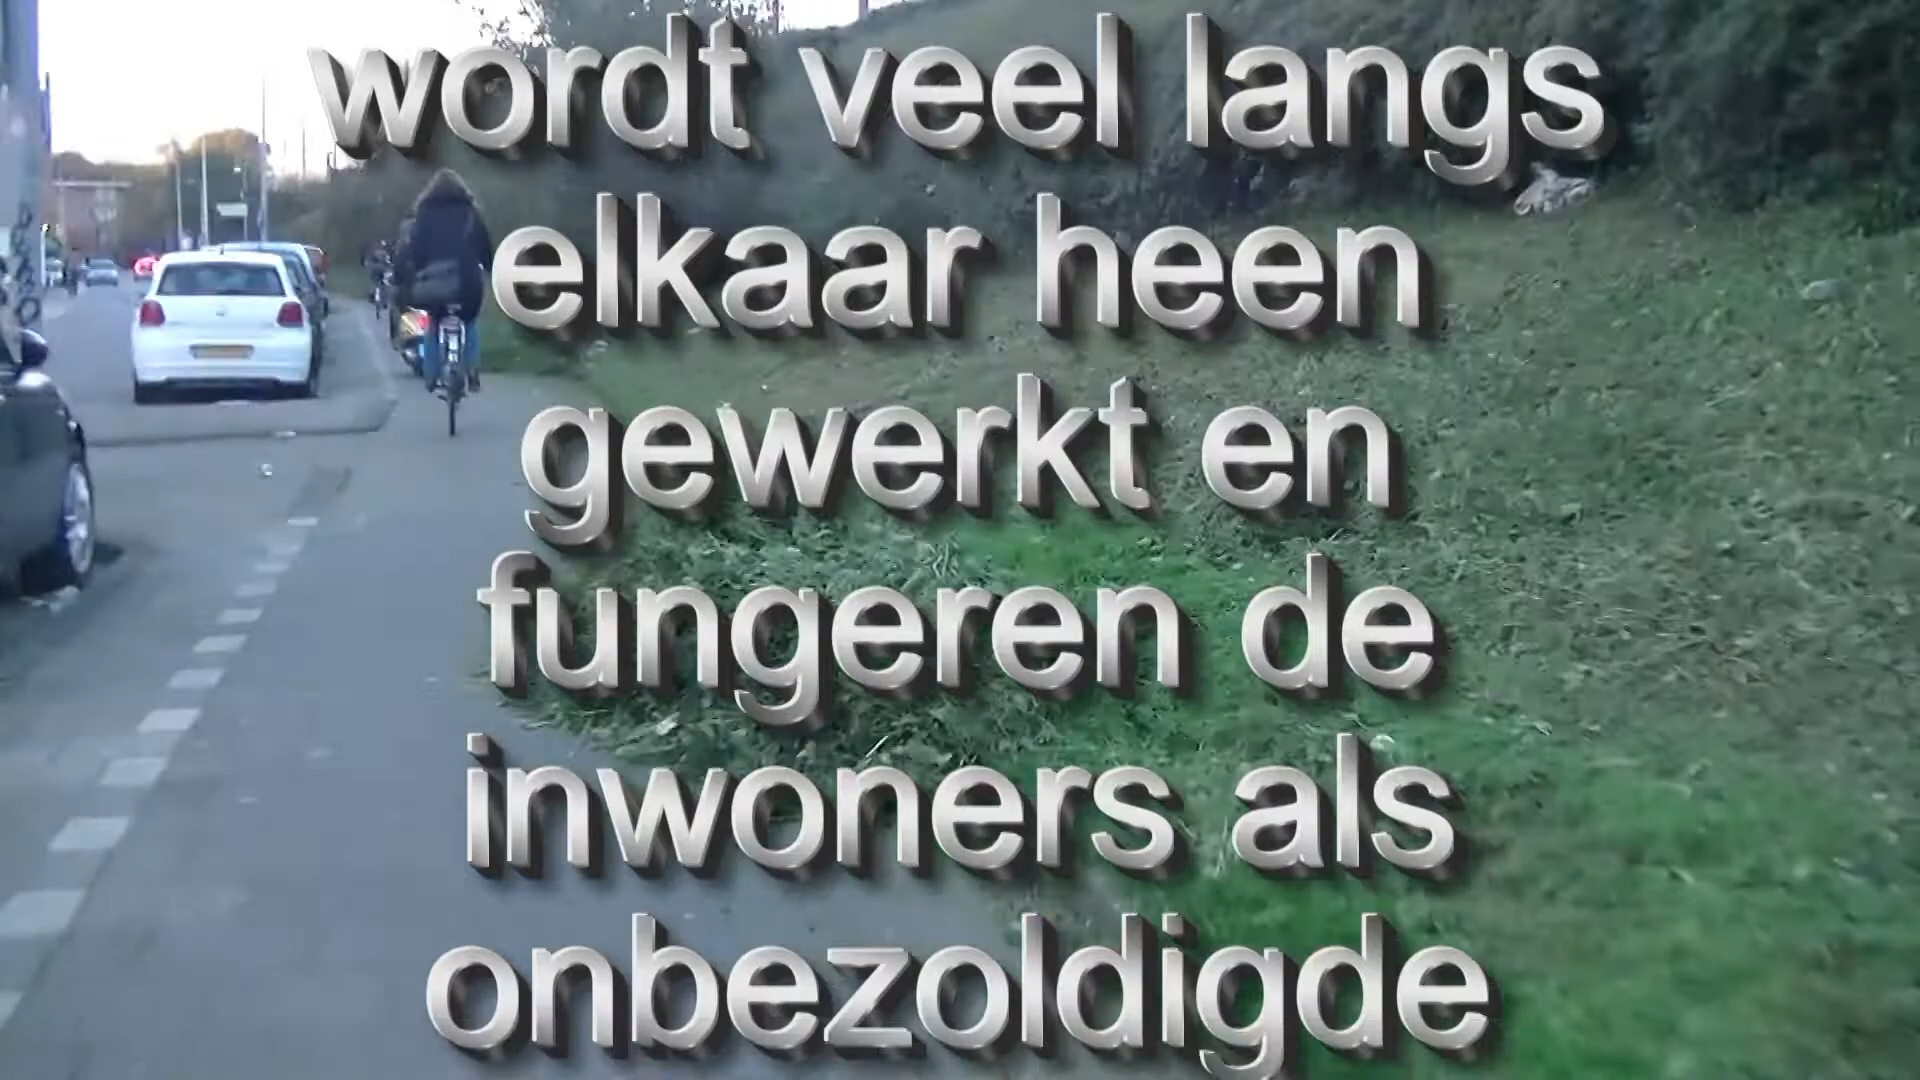 wordt veel langs
elkaar heen
gewerkt en
fungeren de
inwoners als
onbezoldigde